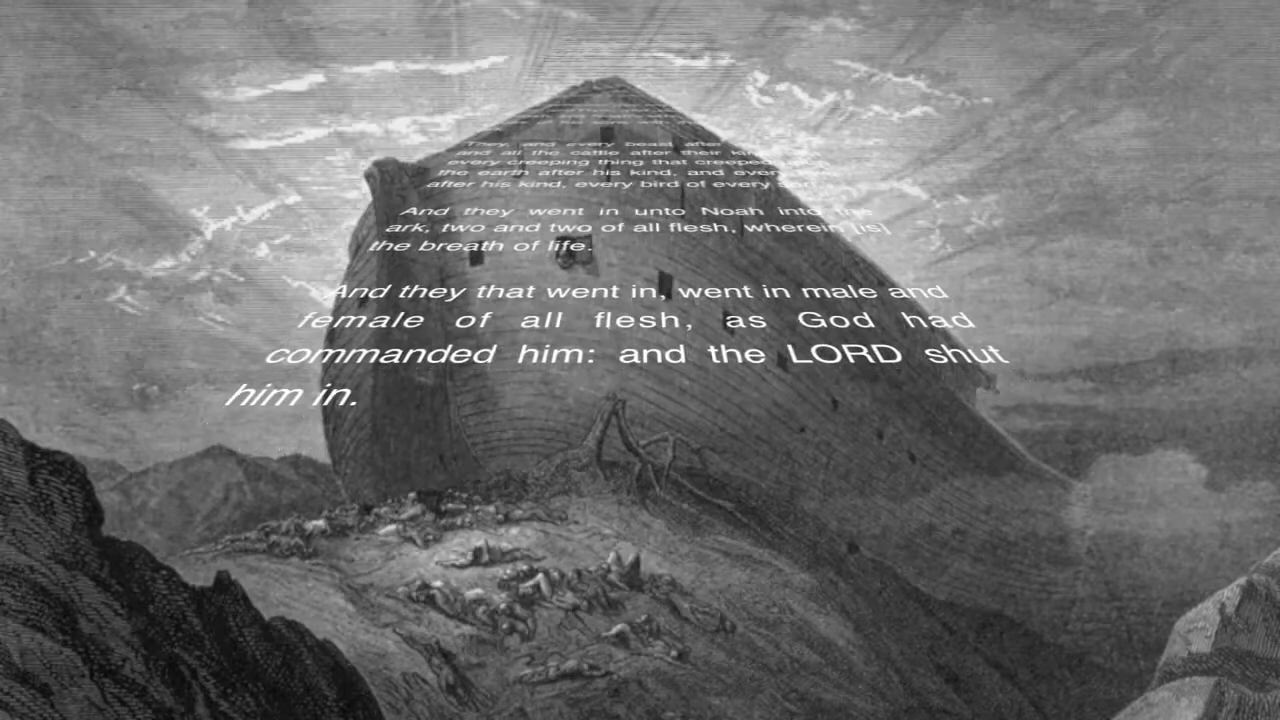 They, and every beast after
and all the cattle after their
every creeping thing that
the earth after his kind, and
after his kind, every bird of every
And they went in unto Noah into the
ark, two and two of all flesh, wherein [is]
the breath of life.
And they that went in, went in male and
female of all flesh, as God had
commanded him: and the LORD shut
him in.